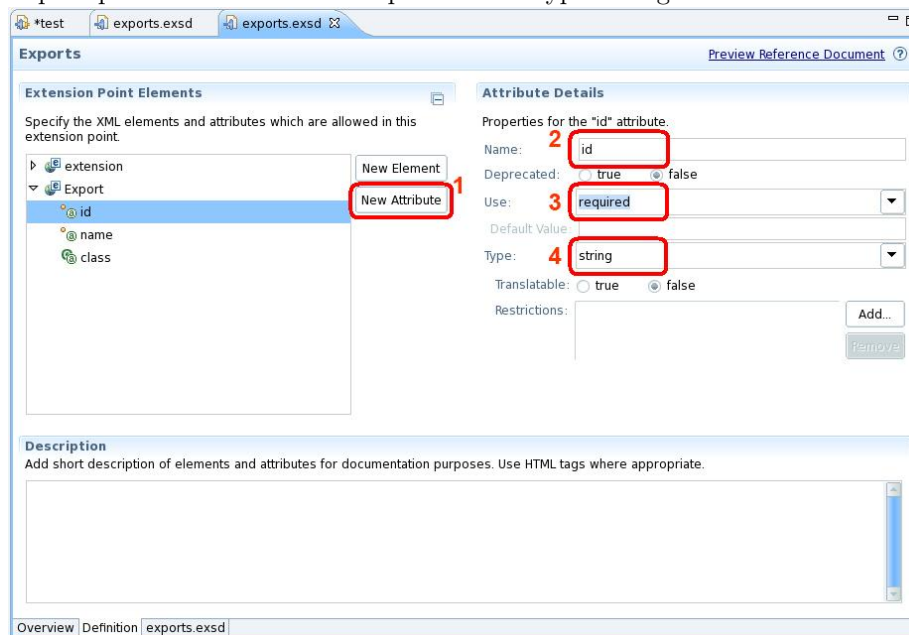 *test exports.exsd exports.exsd
Exports Preview Reference Document ?
Extension Point Elements
Specify the XML elements and attributes which are allowed in this
extension point.
extension
Export
id
name
class
New Element
New Attribute 1
Attribute Details
Properties for the "id" attribute.
Name: 2 id
Deprecated: true false
Use: 3 required
Default Value:
Type: 4 string
Translatable: true false
Restrictions:
Add...
Remove
Description
Add short description of elements and attributes for documentation purposes. Use HTML tags where appropriate.
Overview Definition exports.exsd